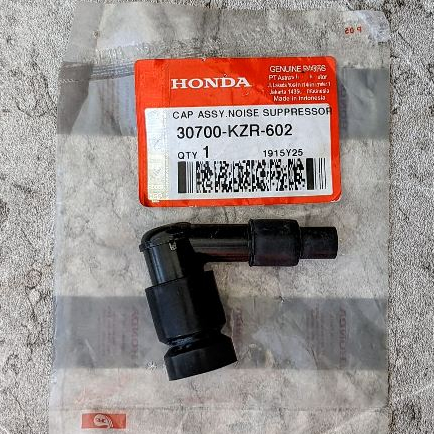 HONDA
GENUINE PARTS
Made in Indonesia
CAP ASSY.NOISE SUPPRESSOR
30700-KZR-602
QTY 1
1915Y25